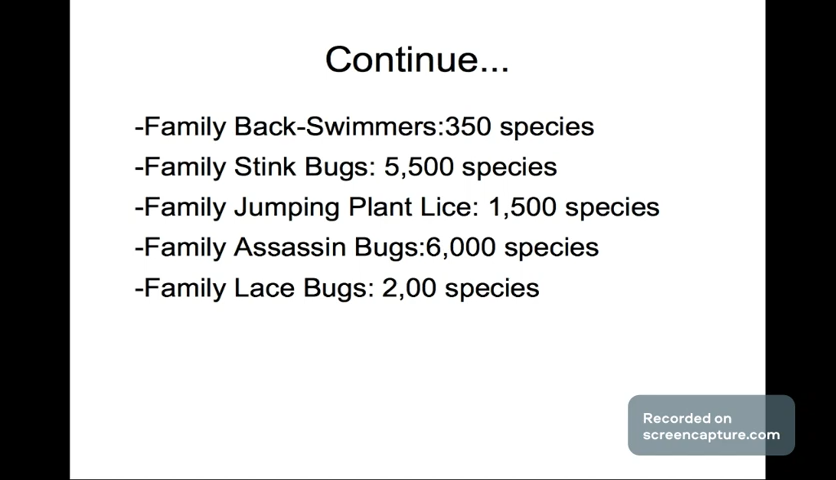 Continue...
-Family Back-Swimmers:350 species
-Family Stink Bugs: 5,500 species
-Family Jumping Plant Lice: 1,500 species
-Family Assassin Bugs:6,000 species
-Family Lace Bugs: 2,00 species
Recorded on
screencapture.com